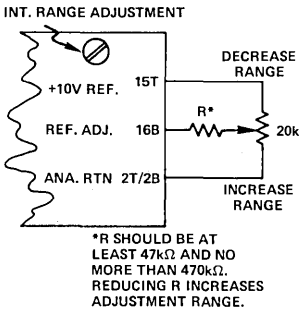 INT. RANGE ADJUSTMENT
DECREASE
RANGE
+10V REF.
15T
R*
REF. ADJ.
16B
20k
ANA. RTN
2T/2B
INCREASE
RANGE
*R SHOULD BE AT
LEAST 47kΩ AND NO
MORE THAN 470kΩ.
REDUCING R INCREASES
ADJUSTMENT RANGE.